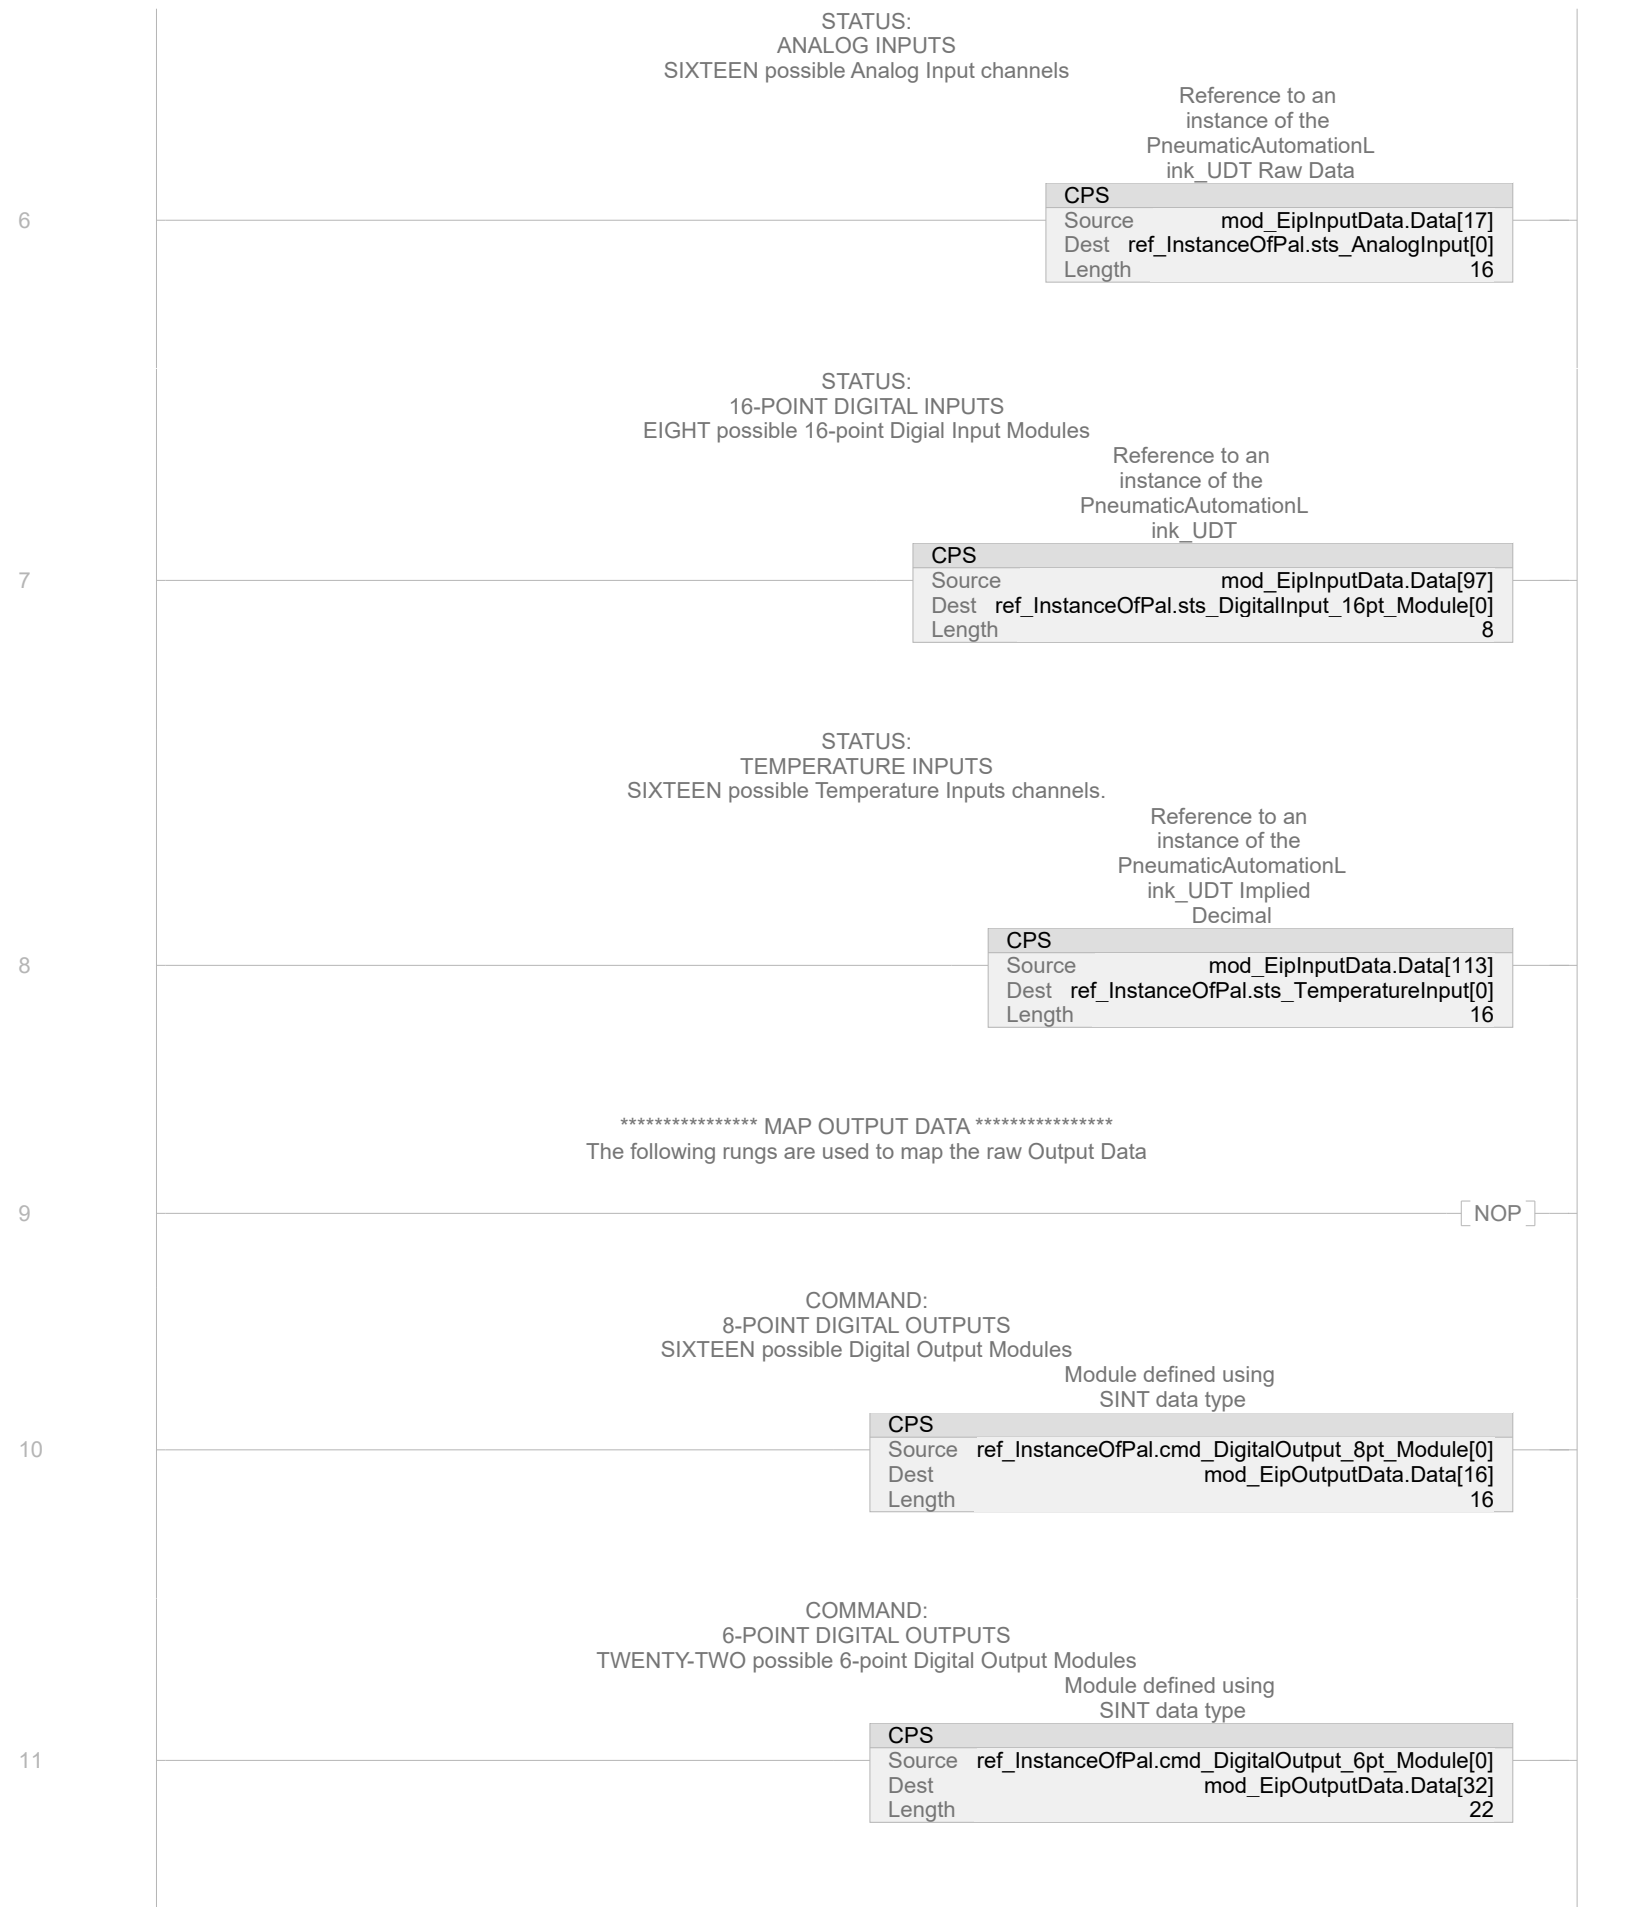 STATUS:
ANALOG INPUTS
SIXTEEN possible Analog Input channels
Reference to an
instance of the
PneumaticAutomationL
ink_UDT Raw Data
CPS
6
Source mod_EipInputData.Data[17]
Dest ref_InstanceOfPal.sts_AnalogInput[0]
Length 16
STATUS:
16-POINT DIGITAL INPUTS
EIGHT possible 16-point Digial Input Modules
Reference to an
instance of the
PneumaticAutomationL
ink_UDT
CPS
7
Source mod_EipInputData.Data[97]
Dest ref_InstanceOfPal.sts_DigitalInput_16pt_Module[0]
Length 8
STATUS:
TEMPERATURE INPUTS
SIXTEEN possible Temperature Inputs channels.
Reference to an
instance of the
PneumaticAutomationL
ink_UDT Implied
Decimal
CPS
8
Source mod_EipInputData.Data[113]
Dest ref_InstanceOfPal.sts_TemperatureInput[0]
Length 16
**************** MAP OUTPUT DATA ****************
The following rungs are used to map the raw Output Data
9
NOP
COMMAND:
8-POINT DIGITAL OUTPUTS
SIXTEEN possible Digital Output Modules
Module defined using
SINT data type
CPS
10
Source ref_InstanceOfPal.cmd_DigitalOutput_8pt_Module[0]
Dest mod_EipOutputData.Data[16]
Length 16
COMMAND:
6-POINT DIGITAL OUTPUTS
TWENTY-TWO possible 6-point Digital Output Modules
Module defined using
SINT data type
CPS
11
Source ref_InstanceOfPal.cmd_DigitalOutput_6pt_Module[0]
Dest mod_EipOutputData.Data[32]
Length 22